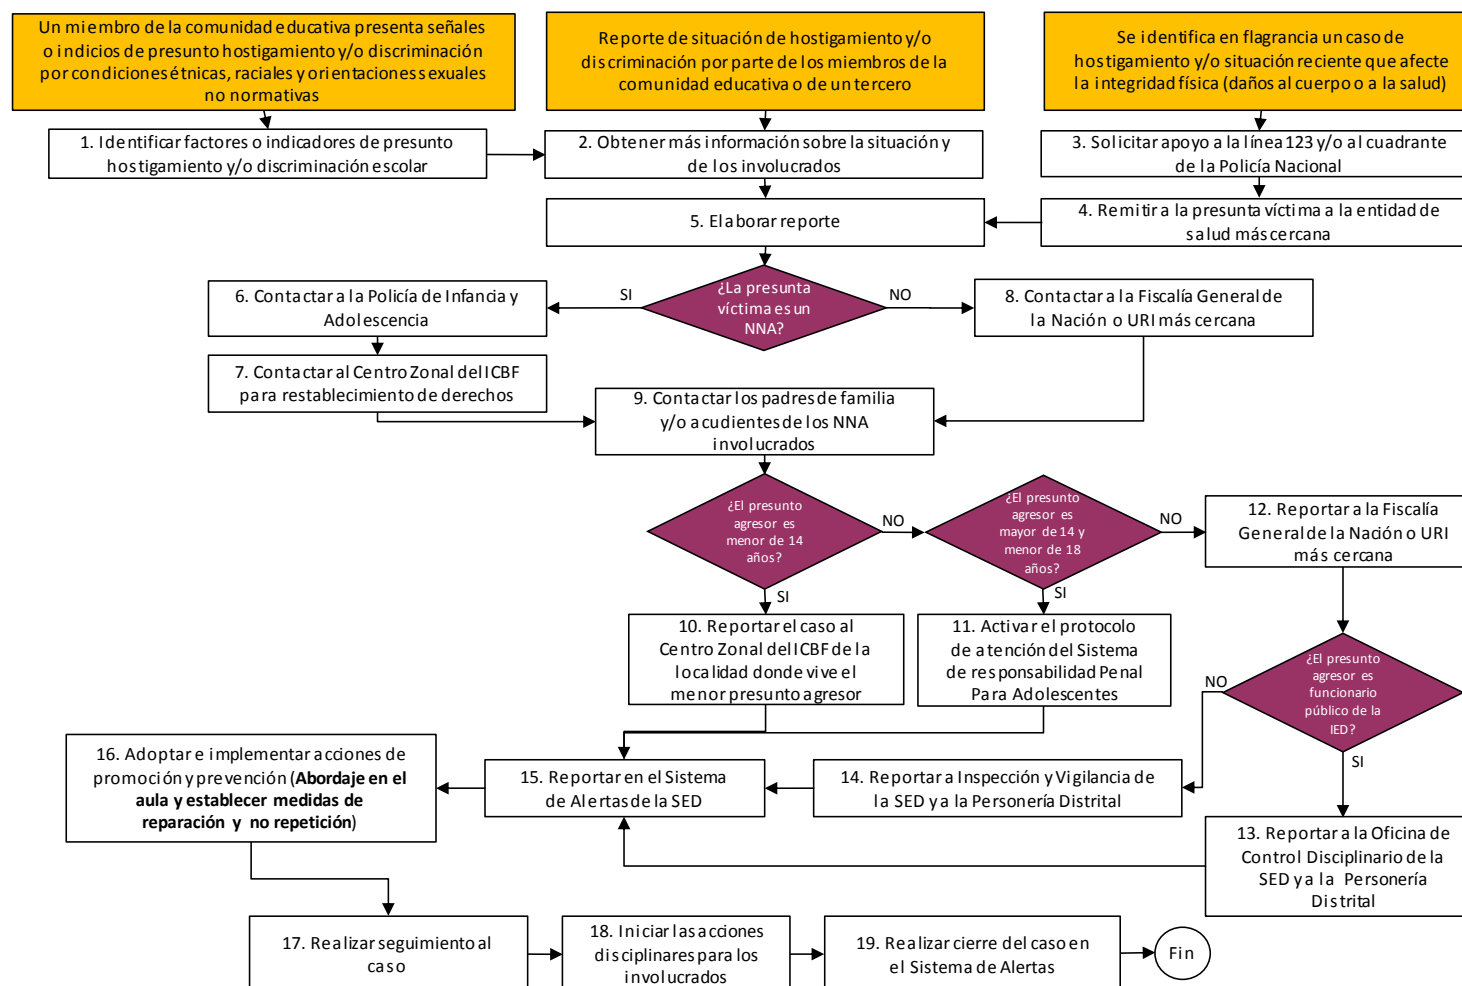 Un miembro de la comunidad educativa presenta señales
o indicios de presunto hostigamiento y/o discriminación
por condiciones étnicas, raciales y orientaciones sexuales
no normativas
Reporte de situación de hostigamiento y/o
discriminación por parte de los miembros de la
comunidad educativa o de un tercero
Se identifica en flagrancia un caso de
hostigamiento y/o situación reciente que afecte
la integridad física (daños al cuerpo o a la salud)
1. Identificar factores o indicadores de presunto
hostigamiento y/o discriminación escolar
2. Obtener más información sobre la situación y
de los involucrados
3. Solicitar apoyo a la línea 123 y/o al cuadrante
de la Policía Nacional
5. Elaborar reporte
4. Remitir a la presunta víctima a la entidad de
salud más cercana
¿La presunta
víctima es un
NNA?
SI
NO
6. Contactar a la Policía de Infancia y
Adolescencia
8. Contactar a la Fiscalía General de
la Nación o URI más cercana
7. Contactar al Centro Zonal del ICBF
para restablecimiento de derechos
9. Contactar los padres de familia
y/o acudientes de los NNA
involucrados
¿El presunto
agresor es
menor de 14
años?
NO
SI
¿El presunto
agresor es
mayor de 14 y
menor de 18
años?
NO
SI
12. Reportar a la Fiscalía
General de la Nación o URI
más cercana
10. Reportar el caso al
Centro Zonal del ICBF de la
localidad donde vive el
menor presunto agresor
11. Activar el protocolo
de atención del Sistema
de responsabilidad Penal
Para Adolescentes
¿El presunto
agresor es
funcionario
público de la
IED?
NO
SI
16. Adoptar e implementar acciones de
promoción y prevención (Abordaje en el
aula y establecer medidas de
reparación y no repetición)
15. Reportar en el Sistema
de Alertas de la SED
14. Reportar a Inspección y Vigilancia de
la SED y a la Personería Distrital
13. Reportar a la Oficina de
Control Disciplinario de la
SED y a la Personería
Distrital
17. Realizar seguimiento al
caso
18. Iniciar las acciones
disciplinares para los
involucrados
19. Realizar cierre del caso en
el Sistema de Alertas
Fin